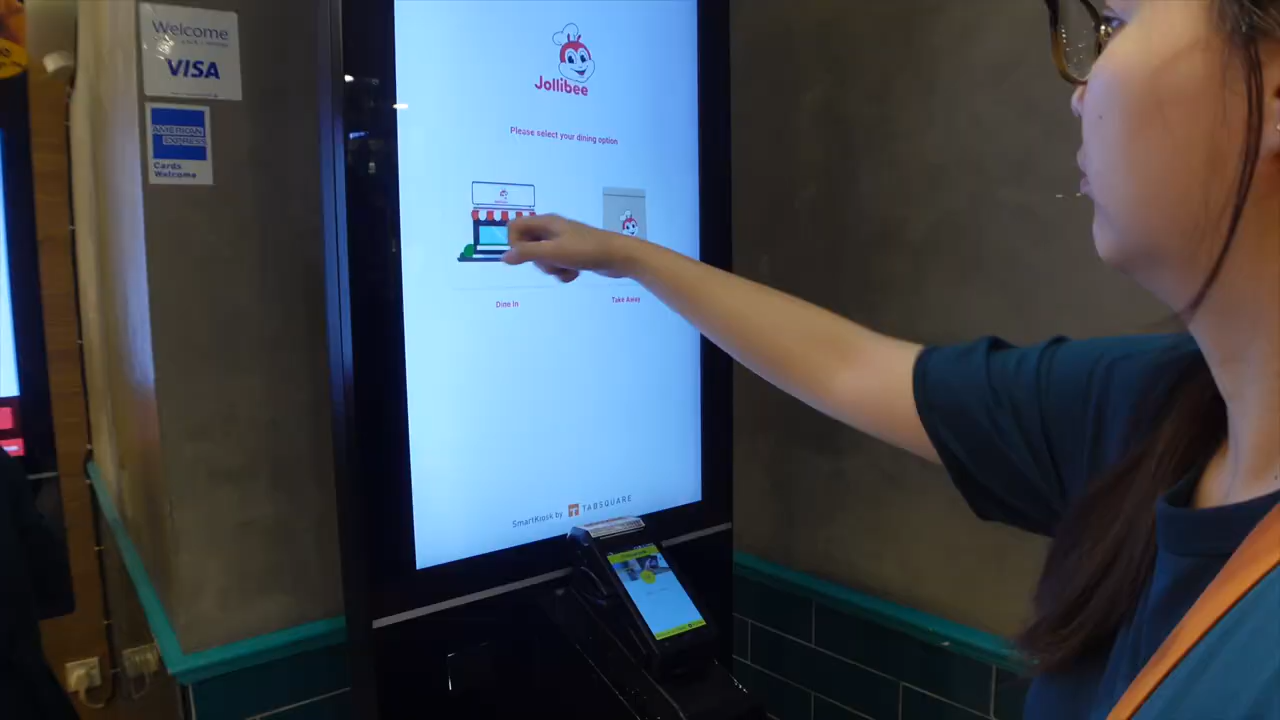 Welcome
VISA
AMERICAN
EXPRESS
Cards
Welcome
Jollibee
Please select your dining option
Dine In
Take Away
SmartKiosk by TABSQUARE